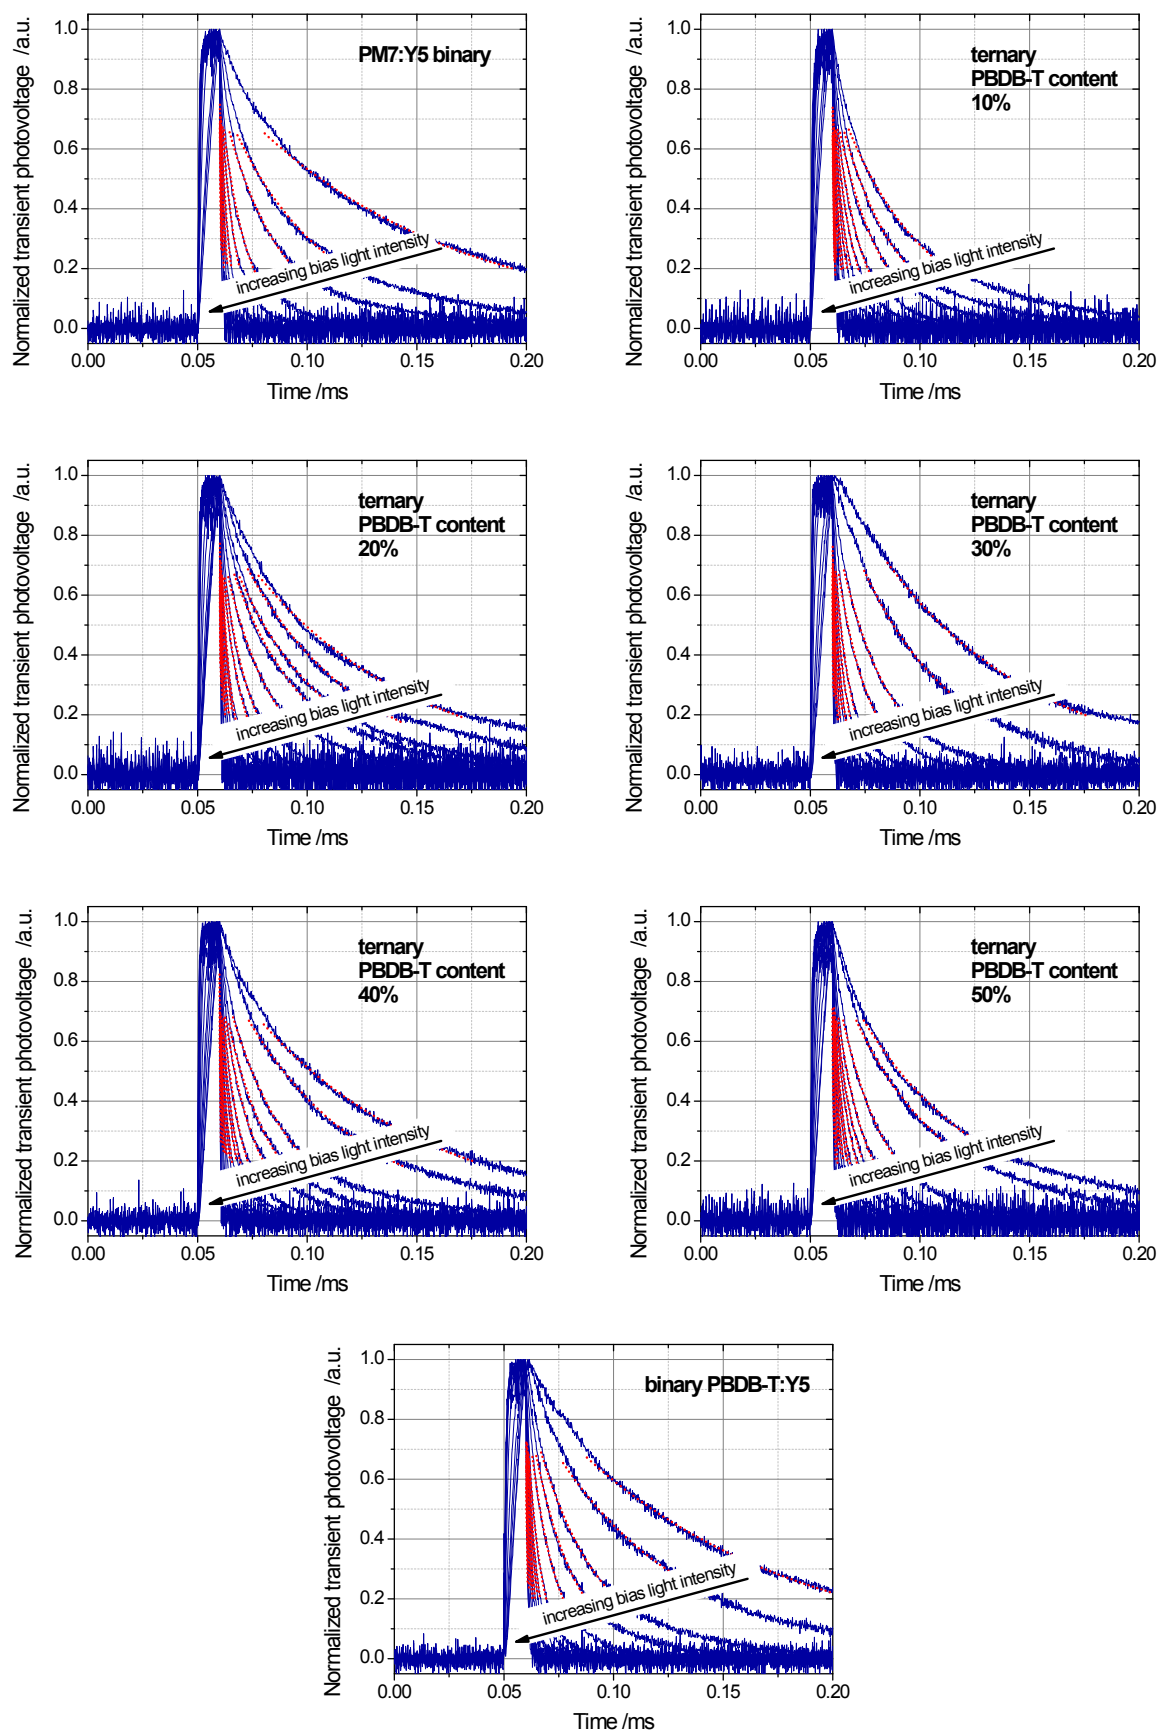 Normalized transient photovoltage /a.u.
1.0
0.8
0.6
0.4
0.2
0.0
PM7:Y5 binary
increasing bias light intensity
0.00 0.05 0.10 0.15 0.20
Time /ms
Normalized transient photovoltage /a.u.
1.0
0.8
0.6
0.4
0.2
0.0
ternary
PBDB-T content
10%
increasing bias light intensity
0.00 0.05 0.10 0.15 0.20
Time /ms
Normalized transient photovoltage /a.u.
1.0
0.8
0.6
0.4
0.2
0.0
ternary
PBDB-T content
20%
increasing bias light intensity
0.00 0.05 0.10 0.15 0.20
Time /ms
Normalized transient photovoltage /a.u.
1.0
0.8
0.6
0.4
0.2
0.0
ternary
PBDB-T content
30%
increasing bias light intensity
0.00 0.05 0.10 0.15 0.20
Time /ms
Normalized transient photovoltage /a.u.
1.0
0.8
0.6
0.4
0.2
0.0
ternary
PBDB-T content
40%
increasing bias light intensity
0.00 0.05 0.10 0.15 0.20
Time /ms
Normalized transient photovoltage /a.u.
1.0
0.8
0.6
0.4
0.2
0.0
ternary
PBDB-T content
50%
increasing bias light intensity
0.00 0.05 0.10 0.15 0.20
Time /ms
Normalized transient photovoltage /a.u.
1.0
0.8
0.6
0.4
0.2
0.0
binary PBDB-T:Y5
increasing bias light intensity
0.00 0.05 0.10 0.15 0.20
Time /ms